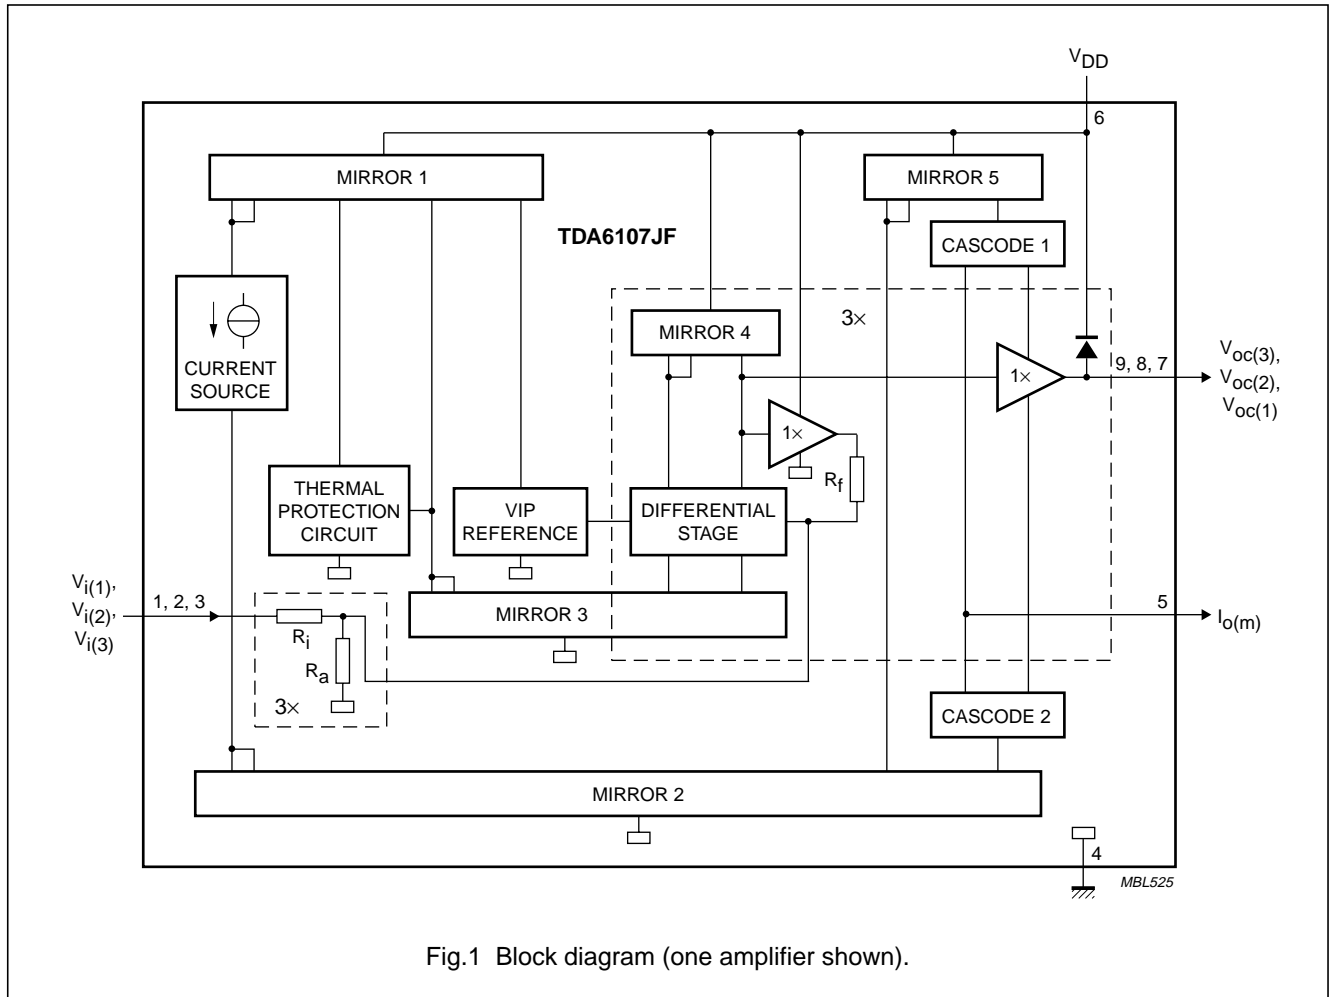 VDD
6
MIRROR 1
MIRROR 5
TDA6107JF
CASCODE 1
MIRROR 4
3×
CURRENT
SOURCE
1×
9, 8, 7
Voc(3),
Voc(2),
Voc(1)
1×
Rf
THERMAL
PROTECTION
CIRCUIT
VIP
REFERENCE
DIFFERENTIAL
STAGE
Vi(1),
Vi(2),
Vi(3)
1, 2, 3
Ri
Ra
3×
MIRROR 3
5
Io(m)
CASCODE 2
MIRROR 2
4
MBL525
Fig.1 Block diagram (one amplifier shown).